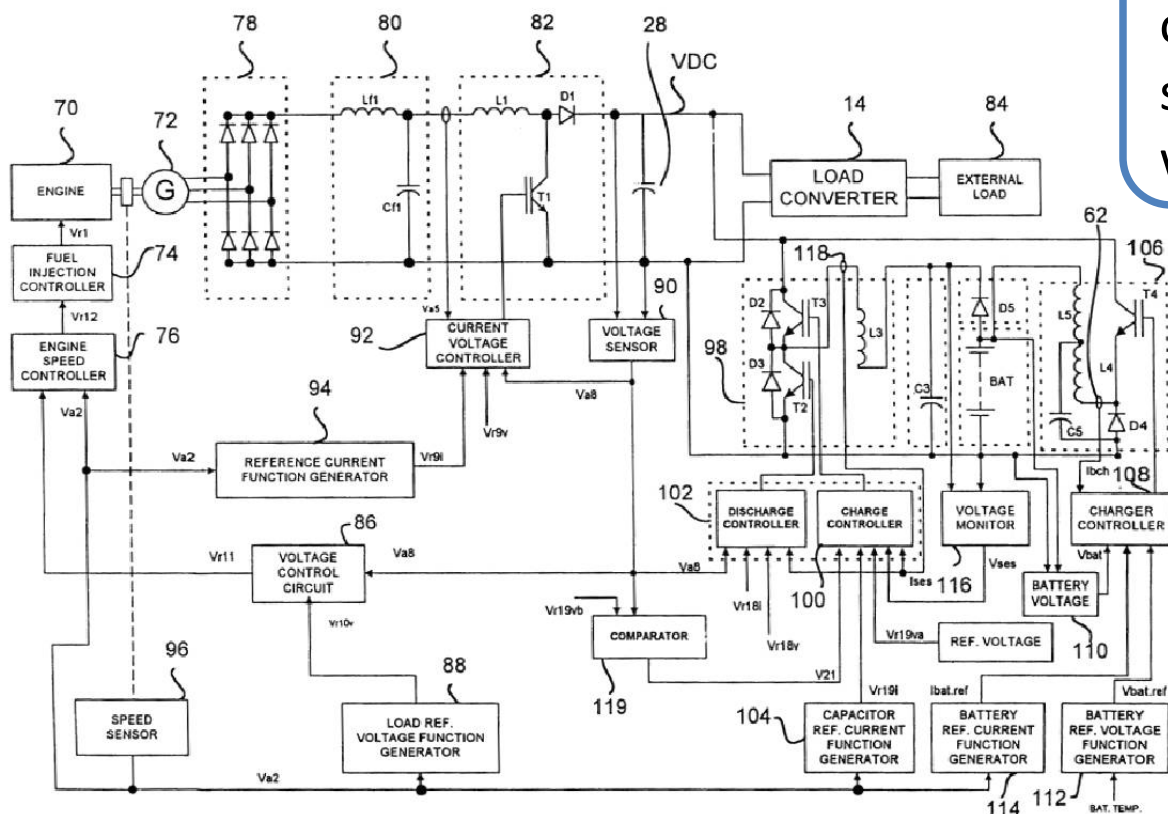 78
80
82
28
VDC
70
72
Lf1
L1
D1
14
84
ENGINE
G
Cf1
T1
LOAD
CONVERTER
EXTERNAL
LOAD
Vr1
74
FUEL
INJECTION
CONTROLLER
Va5
118
62
106
Vr12
76
92
90
D2
T3
L3
D5
L5
T4
ENGINE
SPEED
CONTROLLER
CURRENT
VOLTAGE
CONTROLLER
VOLTAGE
SENSOR
98
D3
T2
C3
BAT
L4
C5
D4
Va2
94
Va8
Vr9v
Ibch
108
Va2
REFERENCE CURRENT
FUNCTION GENERATOR
Vr9i
102
DISCHARGE
CONTROLLER
CHARGE
CONTROLLER
VOLTAGE
MONITOR
CHARGER
CONTROLLER
86
Vr11
VOLTAGE
CONTROL
CIRCUIT
Va8
Ises
116
Vses
Vbat
Vr18i
100
BATTERY
VOLTAGE
Vr10v
Vr19vb
Vr18v
110
COMPARATOR
Vr19va
REF. VOLTAGE
96
88
119
V21
Vr19i
Ibat.ref
Vbat.ref
SPEED
SENSOR
LOAD REF.
VOLTAGE FUNCTION
GENERATOR
104
CAPACITOR
REF. CURRENT
FUNCTION
GENERATOR
BATTERY
REF. CURRENT
FUNCTION
GENERATOR
BATTERY
REF. VOLTAGE
FUNCTION
GENERATOR
Va2
114
112
BAT. TEMP.